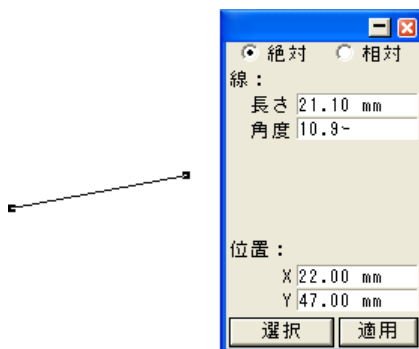 絶対 相対
線：
長さ 21.10 mm
角度 10.9~
位置：
X 22.00 mm
Y 47.00 mm
選択 適用